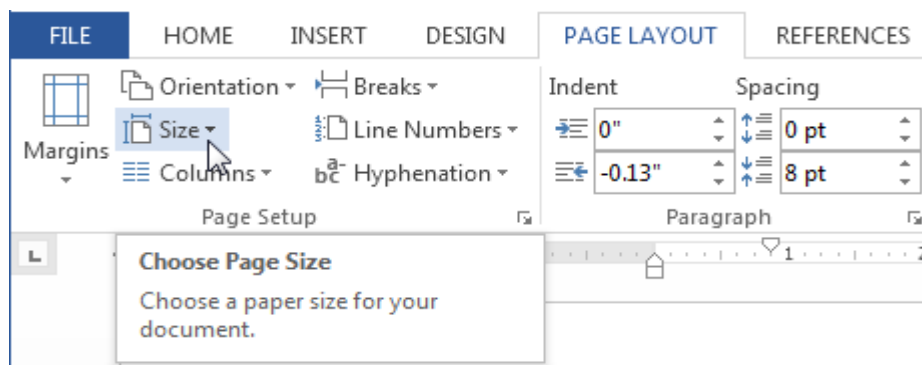 FILE HOME INSERT DESIGN PAGE LAYOUT REFERENCES
Orientation Breaks Indent Spacing
Size Line Numbers 0" 0 pt
Margins
Columns Hyphenation -0.13" 8 pt
Page Setup Paragraph
L 1 2
Choose Page Size
Choose a paper size for your
document.